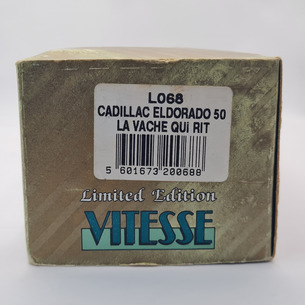 L068
CADILLAC ELDORADO 50
LA VACHE QUi RIT
5 601673 200688
Limited Edition
VITESSE